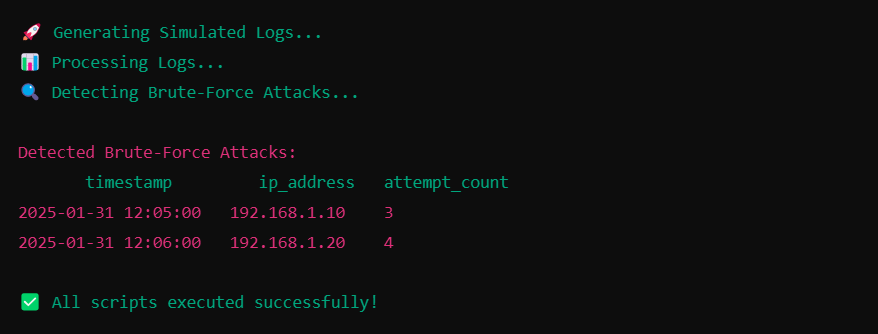 🚀 Generating Simulated Logs...
📊 Processing Logs...
🔍 Detecting Brute-Force Attacks...
Detected Brute-Force Attacks:
timestamp ip_address attempt_count
2025-01-31 12:05:00 192.168.1.10 3
2025-01-31 12:06:00 192.168.1.20 4
✅ All scripts executed successfully!